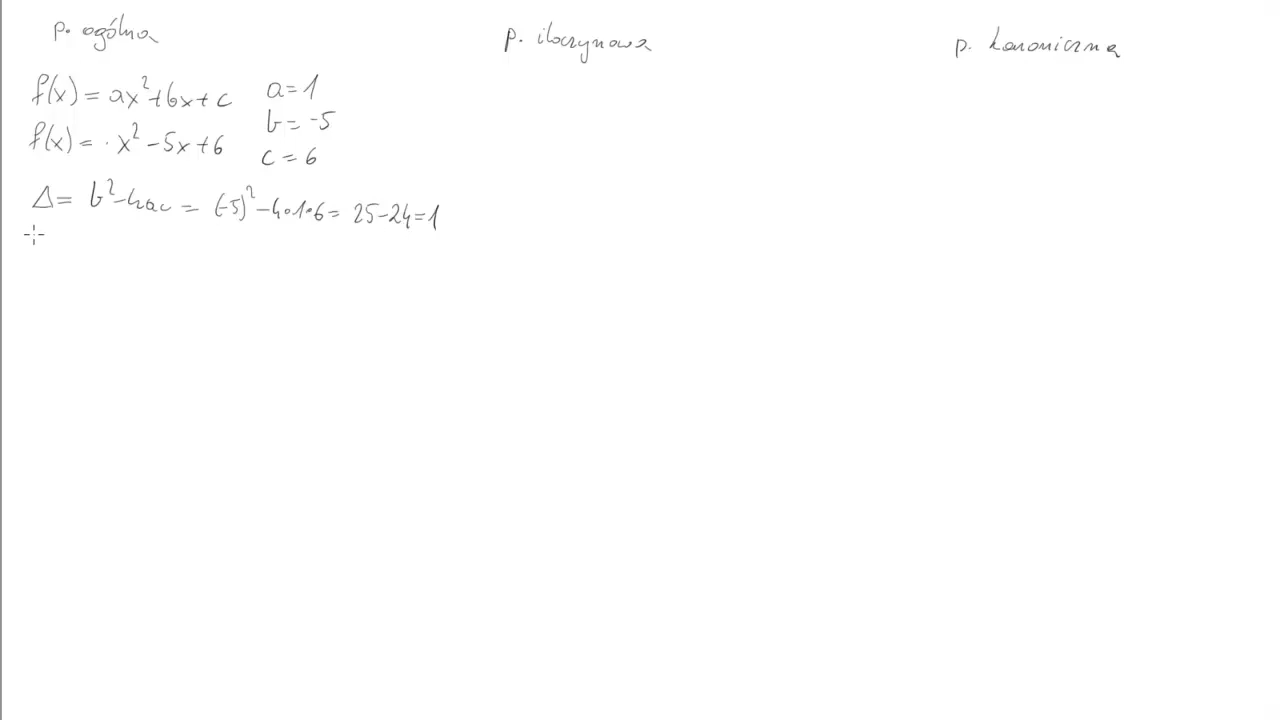 p. ogólna
p. iloczynowa
p. kanoniczna
f(x) = ax²+bx+c
a=1
b=-5
f(x) = x²-5x+6
c=6
Δ= b²-4ac = (-5)²-4·1·6= 25-24=1